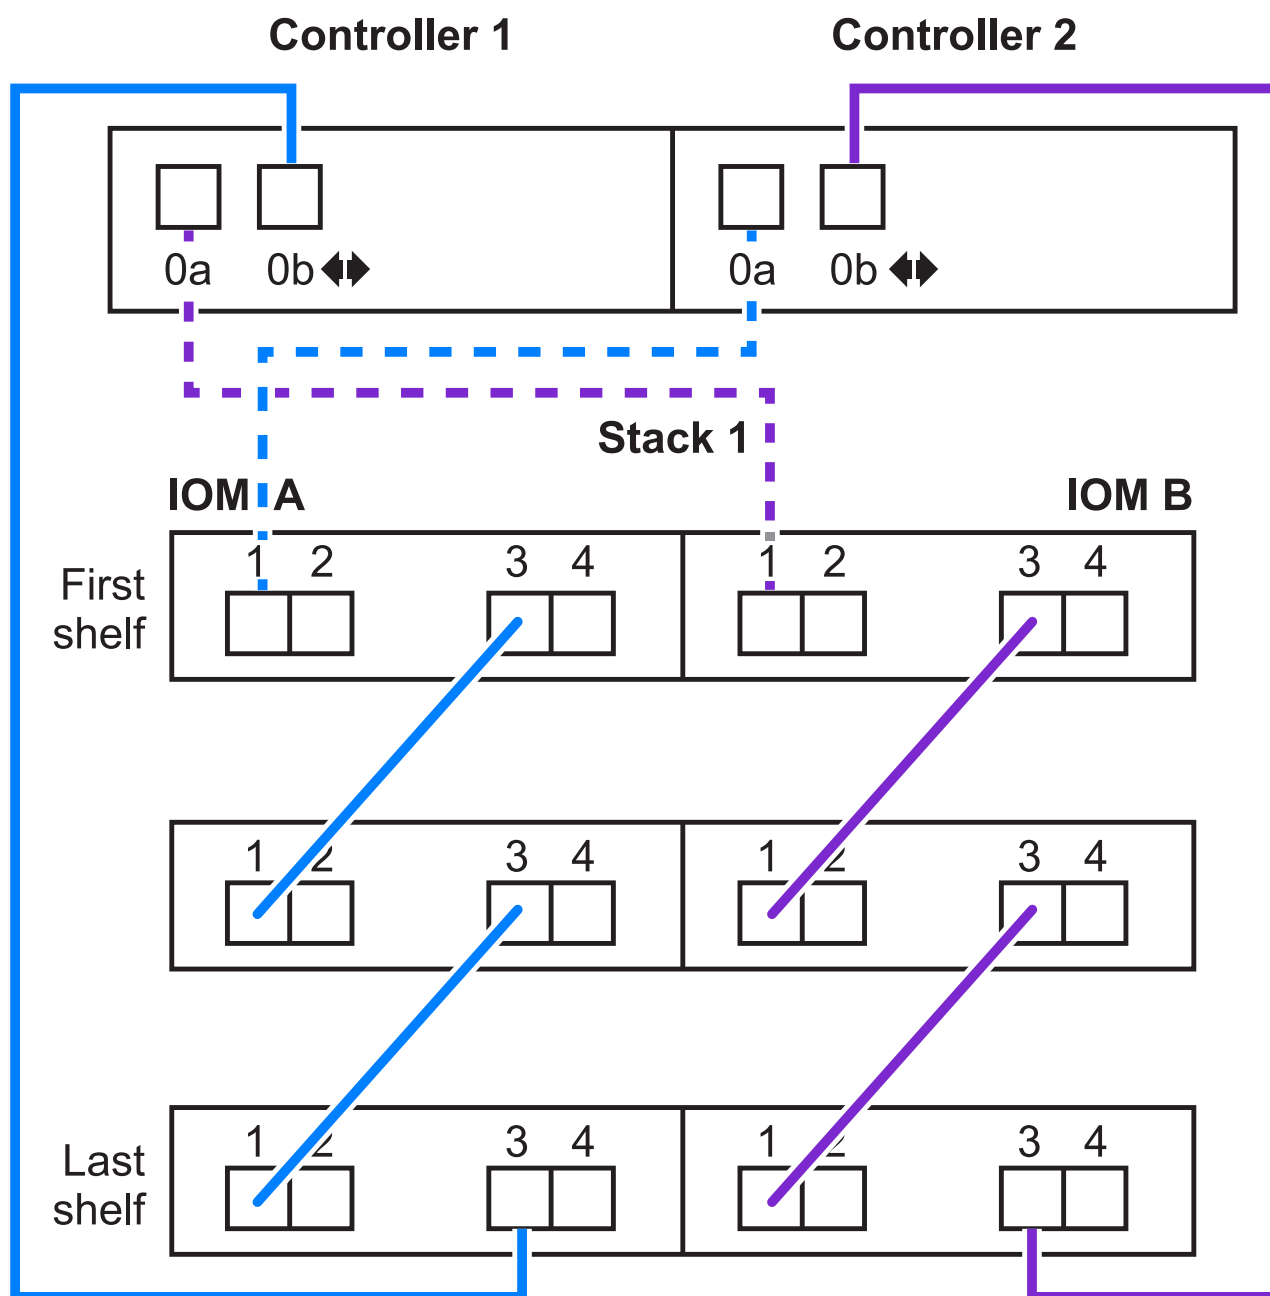 Controller 1 Controller 2
0a 0b 0a 0b
Stack 1
IOM A IOM B
1 2 3 4 1 2 3 4
First
shelf
1 2 3 4 1 2 3 4
1 2 3 4 1 2 3 4
Last
shelf